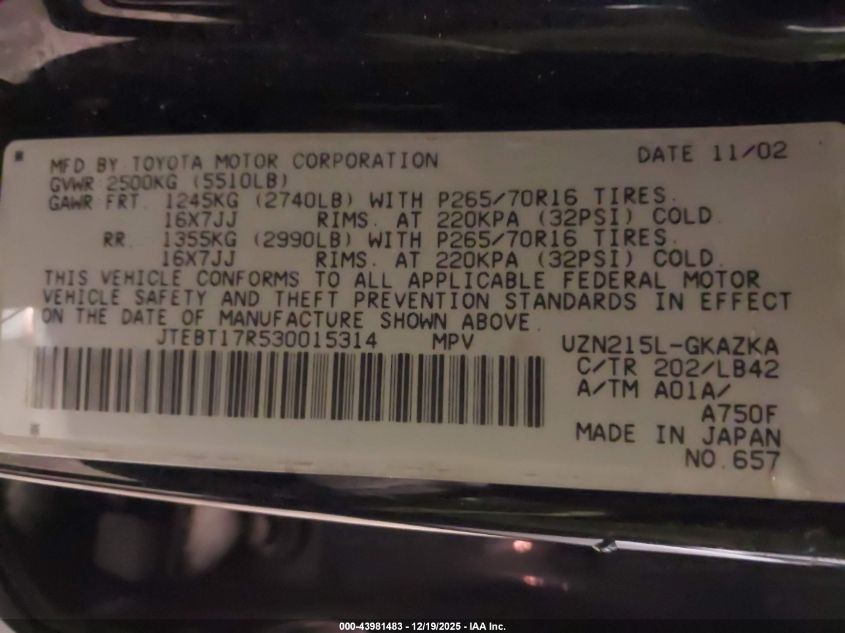 MFD BY TOYOTA MOTOR CORPORATION DATE 11/02
GVWR 2500KG (5510LB)
GAWR FRT. 1245KG (2740LB) WITH P265/70R16 TIRES.
16X7JJ RIMS. AT 220KPA (32PSI) COLD.
RR. 1355KG (2990LB) WITH P265/70R16 TIRES.
16X7JJ RIMS. AT 220KPA (32PSI) COLD.
THIS VEHICLE CONFORMS TO ALL APPLICABLE FEDERAL MOTOR
VEHICLE SAFETY AND THEFT PREVENTION STANDARDS IN EFFECT
ON THE DATE OF MANUFACTURE SHOWN ABOVE.
JTEBT17R530015314 MPV UZN215L-GKAZKA
C/TR 202/LB42
A/TM A01A/
A750F
MADE IN JAPAN
NO.657
000-43981483 - 12/19/2025 - IAA Inc.